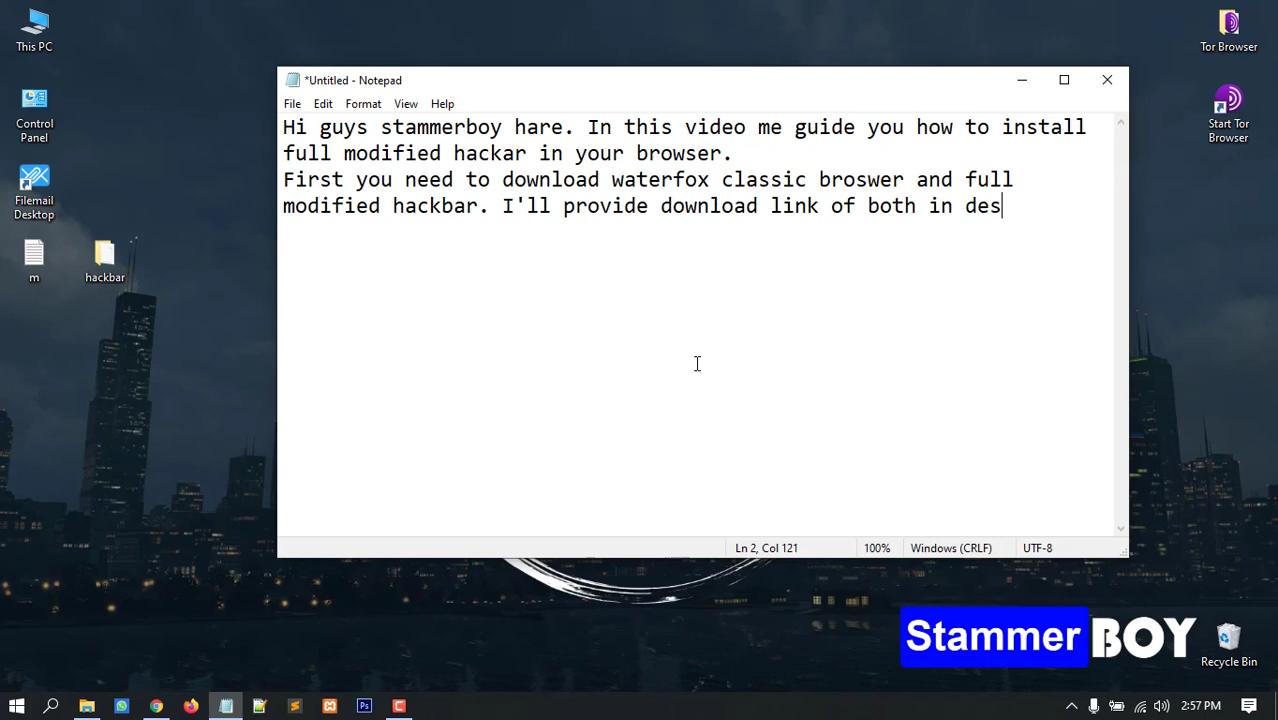 This PC
Control
Panel
Filemail
Desktop
m
hackbar
*Untitled - Notepad
File Edit Format View Help
Hi guys stammerboy hare. In this video me guide you how to install
full modified hackar in your browser.
First you need to download waterfox classic broswer and full
modified hackbar. I'll provide download link of both in des
Ln 2, Col 121
100%
Windows (CRLF)
UTF-8
Tor Browser
Start Tor
Browser
Stammer BOY
Recycle Bin
Ps
2:57 PM